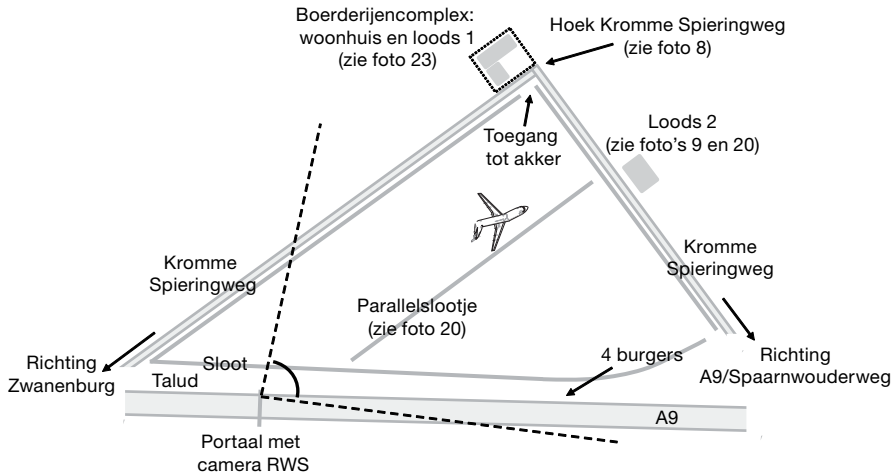 Boerderijencomplex:
woonhuis en loods 1
(zie foto 23)
Hoek Kromme Spieringweg
(zie foto 8)
Toegang
tot akker
Loods 2
(zie foto's 9 en 20)
Kromme
Spieringweg
Kromme
Spieringweg
Parallelslootje
(zie foto 20)
Richting
Zwanenburg
Sloot
Talud
4 burgers
Richting
A9/Spaarnwouderweg
A9
Portaal met
camera RWS